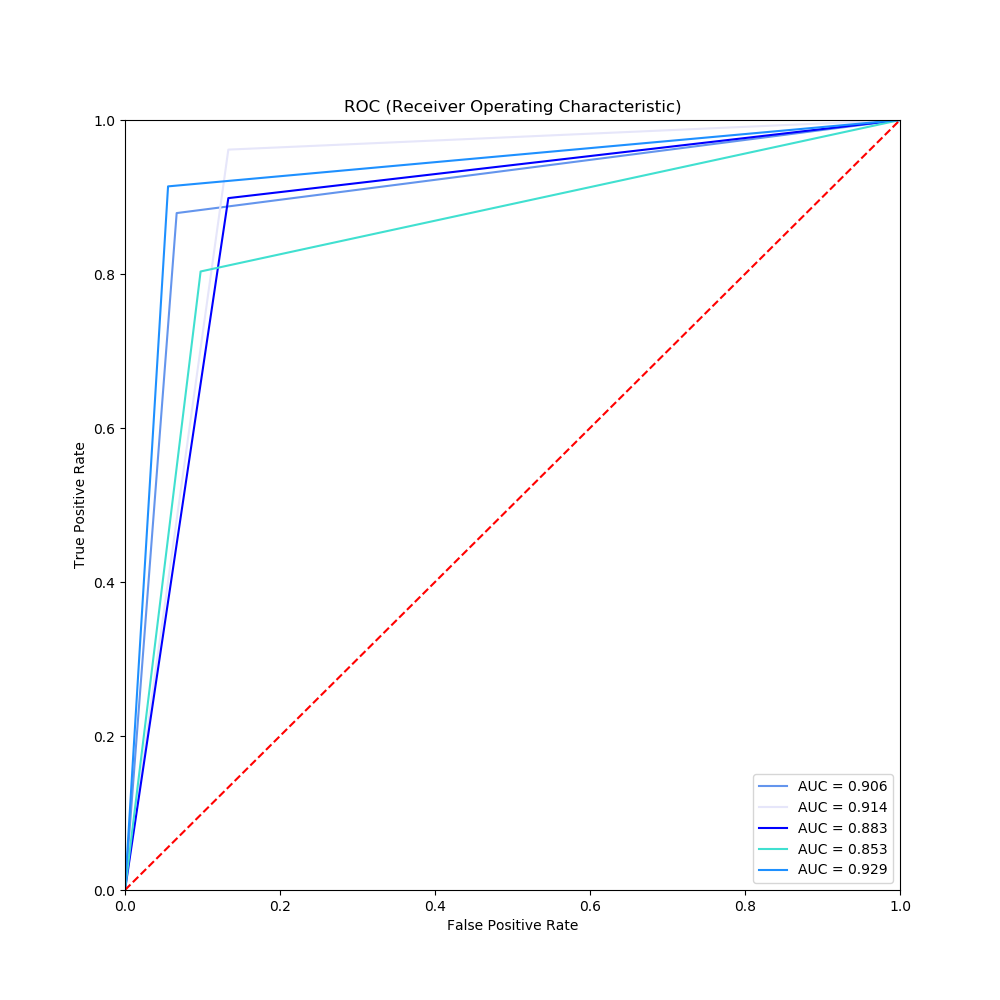 ROC (Receiver Operating Characteristic)
1.0
0.8
0.6
0.4
0.2
0.0
True Positive Rate
0.0 0.2 0.4 0.6 0.8 1.0
False Positive Rate
AUC = 0.906
AUC = 0.914
AUC = 0.883
AUC = 0.853
AUC = 0.929